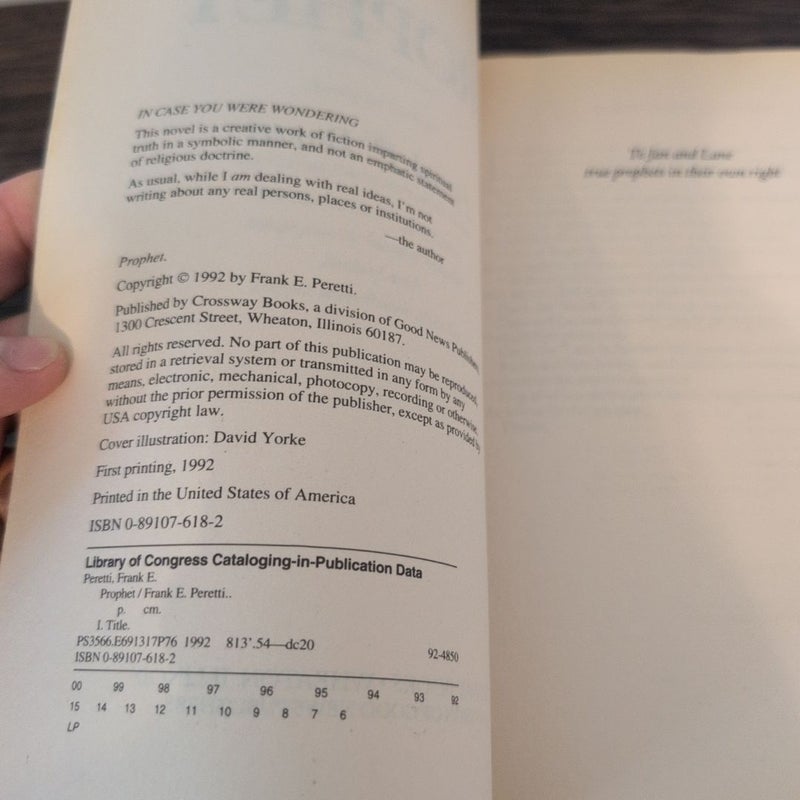 IN CASE YOU WERE WONDERING
This novel is a creative work of fiction imparting spiritual
truth in a symbolic manner, and not an emphatic statement
of religious doctrine.
As usual, while I am dealing with real ideas, I'm not
writing about any real persons, places or institutions.
—the author
Prophet.
Copyright © 1992 by Frank E. Peretti.
Published by Crossway Books, a division of Good News Publishers
1300 Crescent Street, Wheaton, Illinois 60187.
All rights reserved. No part of this publication may be reproduced,
stored in a retrieval system or transmitted in any form by any
means, electronic, mechanical, photocopy, recording or otherwise,
without the prior permission of the publisher, except as provided by
USA copyright law.
Cover illustration: David Yorke
First printing, 1992
Printed in the United States of America
ISBN 0-89107-618-2
Library of Congress Cataloging-in-Publication Data
Peretti, Frank E.
Prophet / Frank E. Peretti..
p. cm.
I. Title.
PS3566.E691317P76 1992 813'.54—dc20
92-4850
ISBN 0-89107-618-2
00 99 98 97 96 95 94 93 92
15 14 13 12 11 10 9 8 7 6
LP
To Jan and Lane
true prophets in their own right